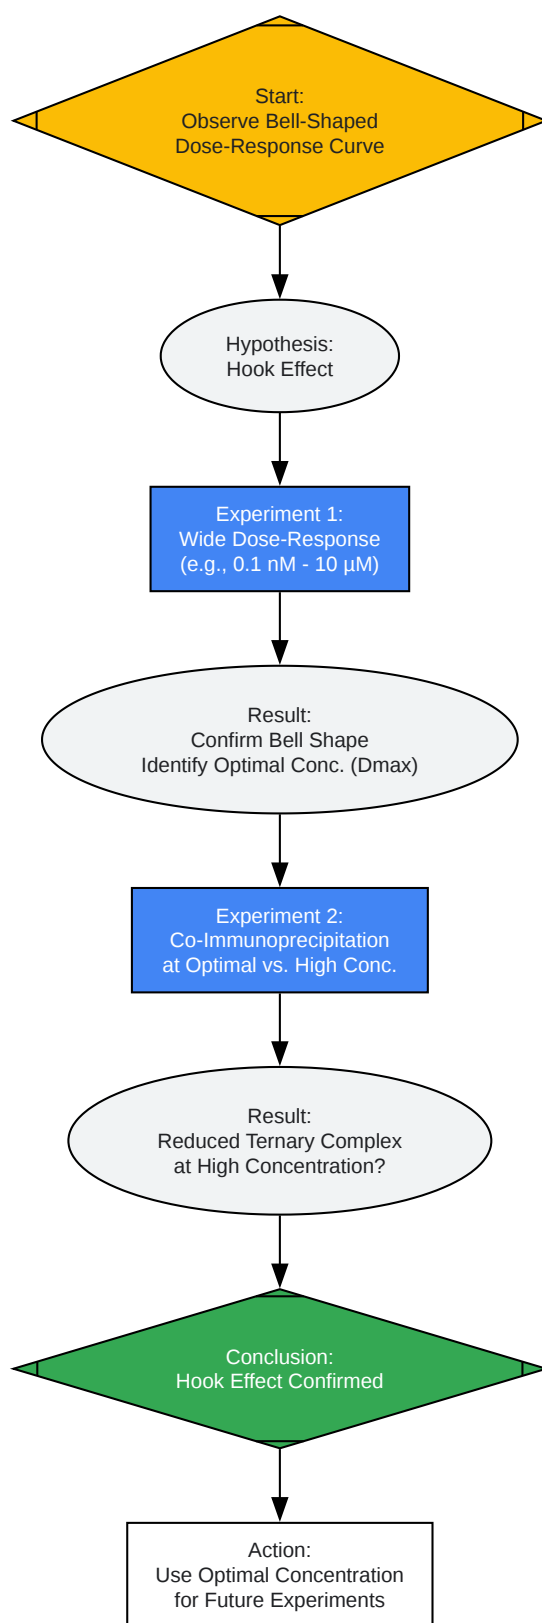 Start:
Observe Bell-Shaped
Dose-Response Curve
Hypothesis:
Hook Effect
Experiment 1:
Wide Dose-Response
(e.g., 0.1 nM - 10 µM)
Result:
Confirm Bell Shape
Identify Optimal Conc. (Dmax)
Experiment 2:
Co-Immunoprecipitation
at Optimal vs. High Conc.
Result:
Reduced Ternary Complex
at High Concentration?
Conclusion:
Hook Effect Confirmed
Action:
Use Optimal Concentration
for Future Experiments